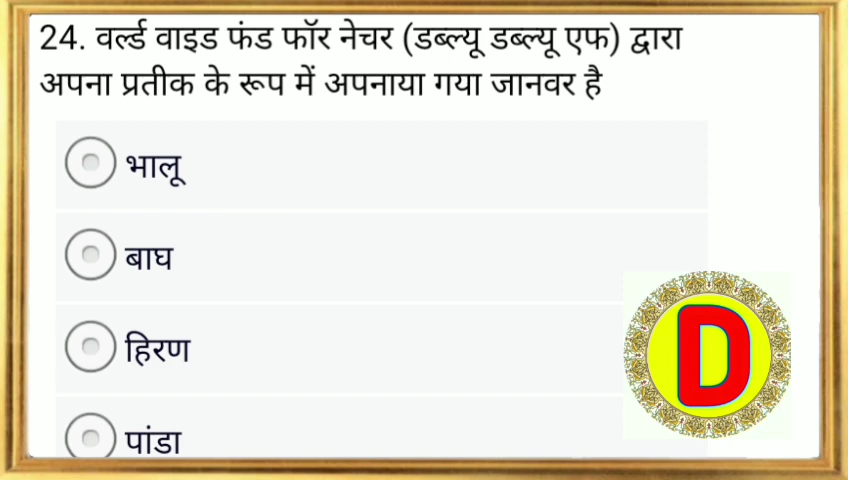 24. वर्ल्ड वाइड फंड फॉर नेचर (डब्ल्यू डब्ल्यू एफ) द्वारा
अपना प्रतीक के रूप में अपनाया गया जानवर है
भालू
बाघ
हिरण
पांडा
D